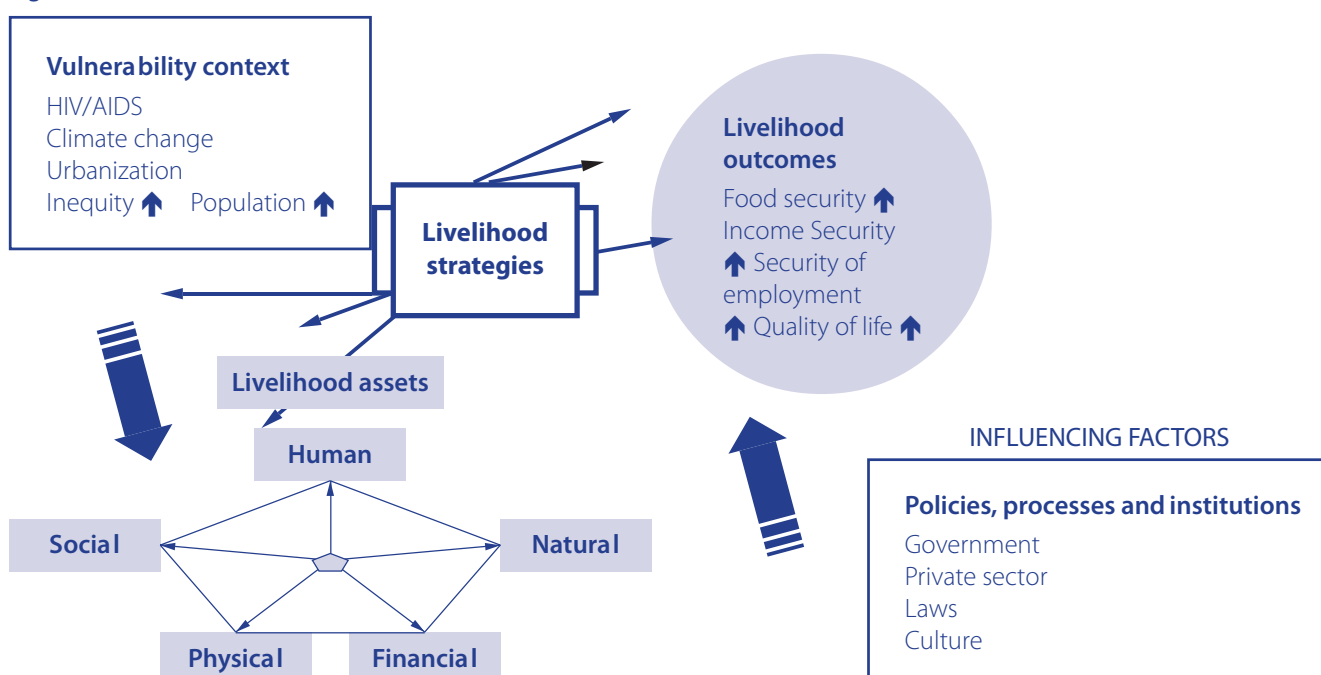 Vulnerability context
HIV/AIDS
Climate change
Urbanization
Inequity ⬆ Population ⬆
Livelihood
strategies
Livelihood
outcomes
Food security ⬆
Income Security
⬆ Security of
employment
⬆ Quality of life ⬆
Livelihood assets
Human
Social
Natural
Physical
Financial
INFLUENCING FACTORS
Policies, processes and institutions
Government
Private sector
Laws
Culture